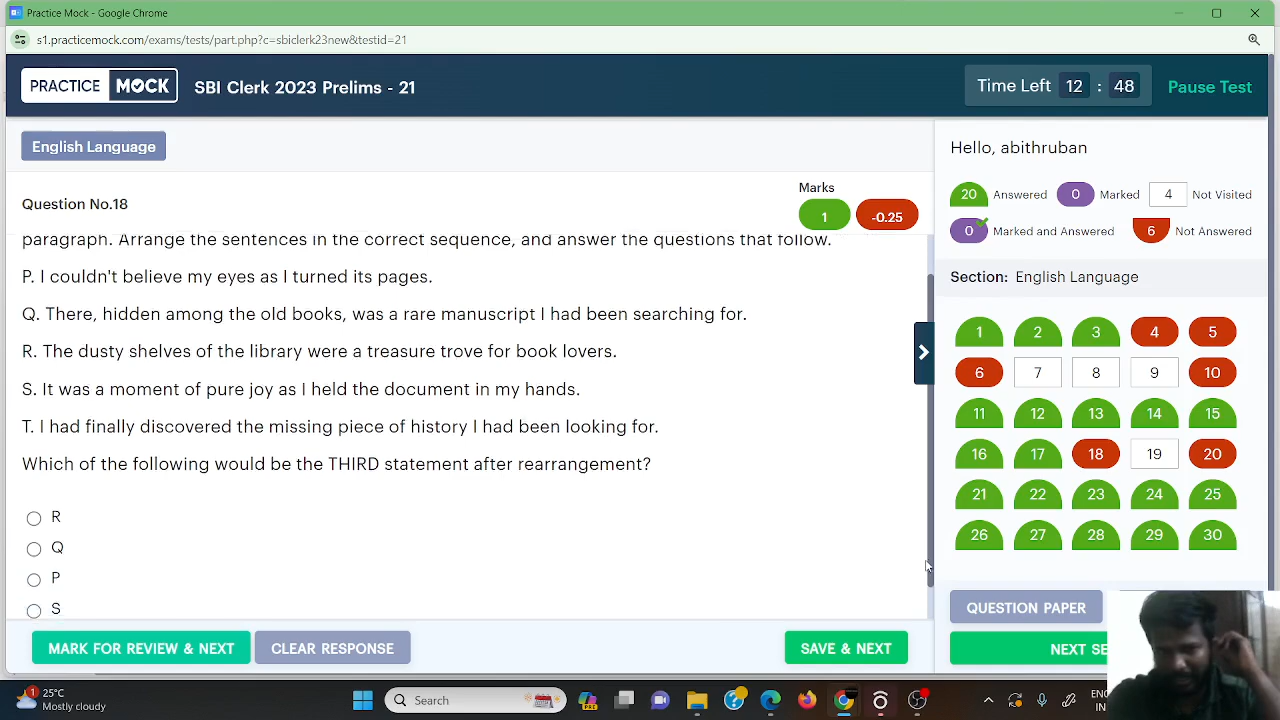 Practice Mock - Google Chrome
s1.practicemock.com/exams/tests/part.php?c=sbiclerk23new&testid=21
PRACTICE MOCK
SBI Clerk 2023 Prelims - 21
Time Left 12 : 48
Pause Test
English Language
Hello, abithruban
Marks
Question No.18
1 -0.25
20 Answered 0 Marked 4 Not Visited
0 Marked and Answered 6 Not Answered
paragraph. Arrange the sentences in the correct sequence, and answer the questions that follow.
P. I couldn't believe my eyes as I turned its pages.
Q. There, hidden among the old books, was a rare manuscript I had been searching for.
R. The dusty shelves of the library were a treasure trove for book lovers.
S. It was a moment of pure joy as I held the document in my hands.
T. I had finally discovered the missing piece of history I had been looking for.
Which of the following would be the THIRD statement after rearrangement?
R
Q
P
S
Section: English Language
1 2 3 4 5
6 7 8 9 10
11 12 13 14 15
16 17 18 19 20
21 22 23 24 25
26 27 28 29 30
MARK FOR REVIEW & NEXT
CLEAR RESPONSE
SAVE & NEXT
QUESTION PAPER
NEXT SE
1
25°C
Mostly cloudy
Search
ENG
IN